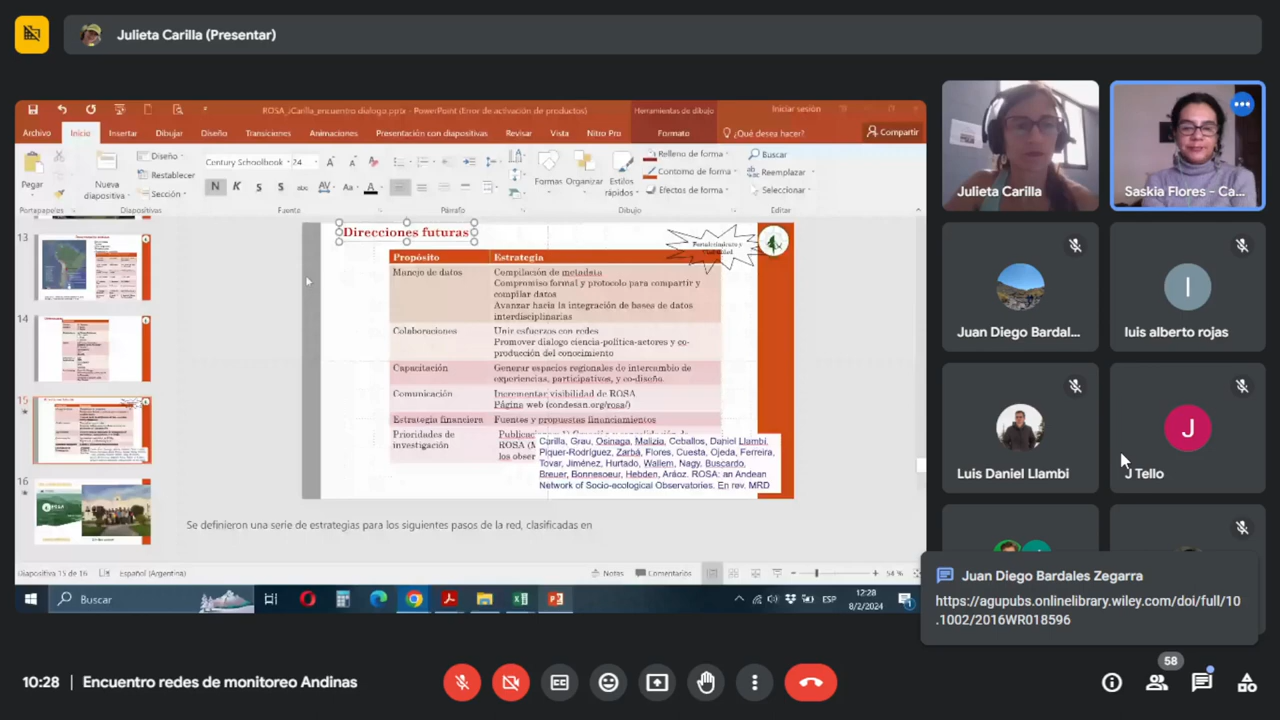 Julieta Carilla (Presentar)
ROSA_JCarilla_encuentro dialogo.pptx - PowerPoint (Error de activación de productos)
Herramientas de dibujo
Iniciar sesión
Archivo
Inicio
Insertar
Dibujar
Diseño
Transiciones
Animaciones
Presentación con diapositivas
Revisar
Vista
Nitro Pro
Formato
¿Qué desea hacer?
Compartir
Pegar
Nueva
diapositiva
Diseño
Restablecer
Sección
Century Schoolbook
24
N K S S abc AV Aa A
Formas
Organizar
Estilos
rápidos
Relleno de forma
Contorno de forma
Efectos de forma
Buscar
Reemplazar
Seleccionar
Portapapeles
Diapositivas
Fuente
Párrafo
Dibujo
Editar
13
14
15
16
Direcciones futuras
Propósito Estrategia
Manejo de datos
Compilación de metadata
Compromiso formal y protocolo para compartir y
compilar datos
Avanzar hacia la integración de bases de datos
interdisciplinarias
Colaboraciones
Unir esfuerzos con redes
Promover dialogo ciencia-política-actores y co-
producción del conocimiento
Capacitación
Generar espacios regionales de intercambio de
experiencias, participativos, y co-diseño.
Comunicación
Incrementar visibilidad de ROSA
Página web (condesan.org/rosa/)
Estrategia financiera
Fuentes y propuestas financiamientos
Prioridades de
investigación
ROSA
los obser
Carilla, Grau, Osinaga, Malizia, Ceballos, Daniel Llambi,
Piquer-Rodríguez, Zarbá, Flores, Cuesta, Ojeda, Ferreira,
Tovar, Jiménez, Hurtado, Wallem, Nagy, Buscardo,
Breuer, Bonnesoeur, Hebden, Aráoz. ROSA: an Andean
Network of Socio-ecological Observatories. En rev. MRD
Se definieron una serie de estrategias para los siguientes pasos de la red, clasificadas en
Diapositiva 15 de 16
Español (Argentina)
Notas
Comentarios
54 %
Buscar
ESP
12:28
8/2/2024
Julieta Carilla
Saskia Flores - Ca...
Juan Diego Bardal...
I
luis alberto rojas
Luis Daniel Llambi
J
J Tello
Juan Diego Bardales Zegarra
https://agupubs.onlinelibrary.wiley.com/doi/full/10
.1002/2016WR018596
10:28 | Encuentro redes de monitoreo Andinas
58